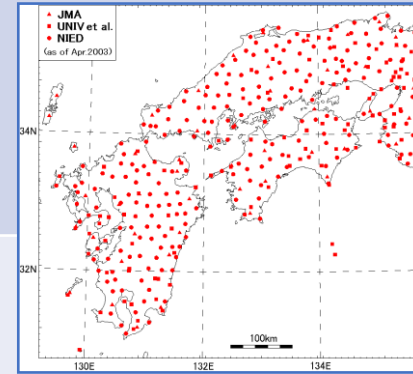 JMA
UNIV et al.
NIED
(as of Apr.2003)
34N
32N
100km
130E
132E
134E